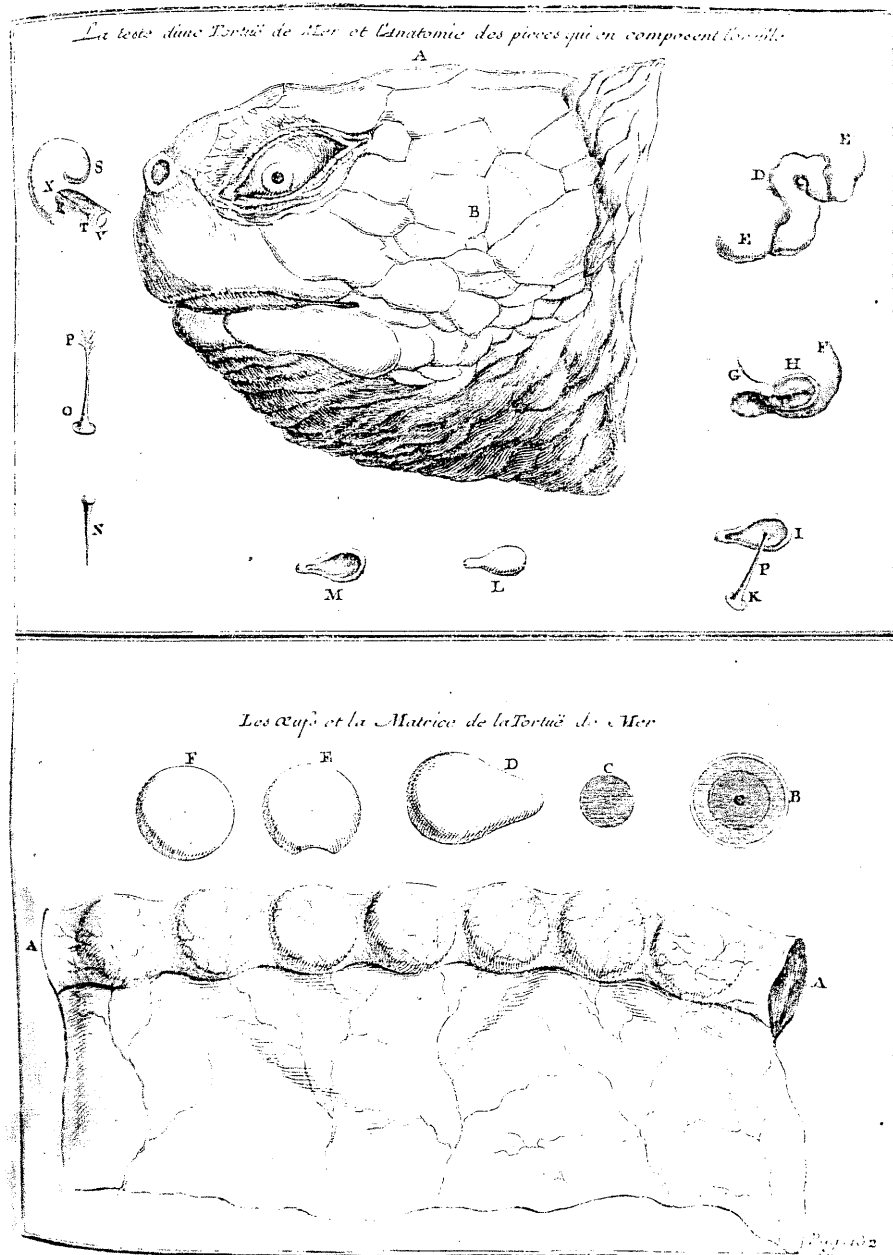 La teste d'une Tortuë de Mer et l'Anatomie des pieces qui en composent l'oreille
A
S
X
R
T
V
E
D
C
E
B
P
O
F
H
G
N
I
P
K
M
L
Les œufs et la Matrice de la Tortuë de Mer
F
E
D
C
C
B
A
A